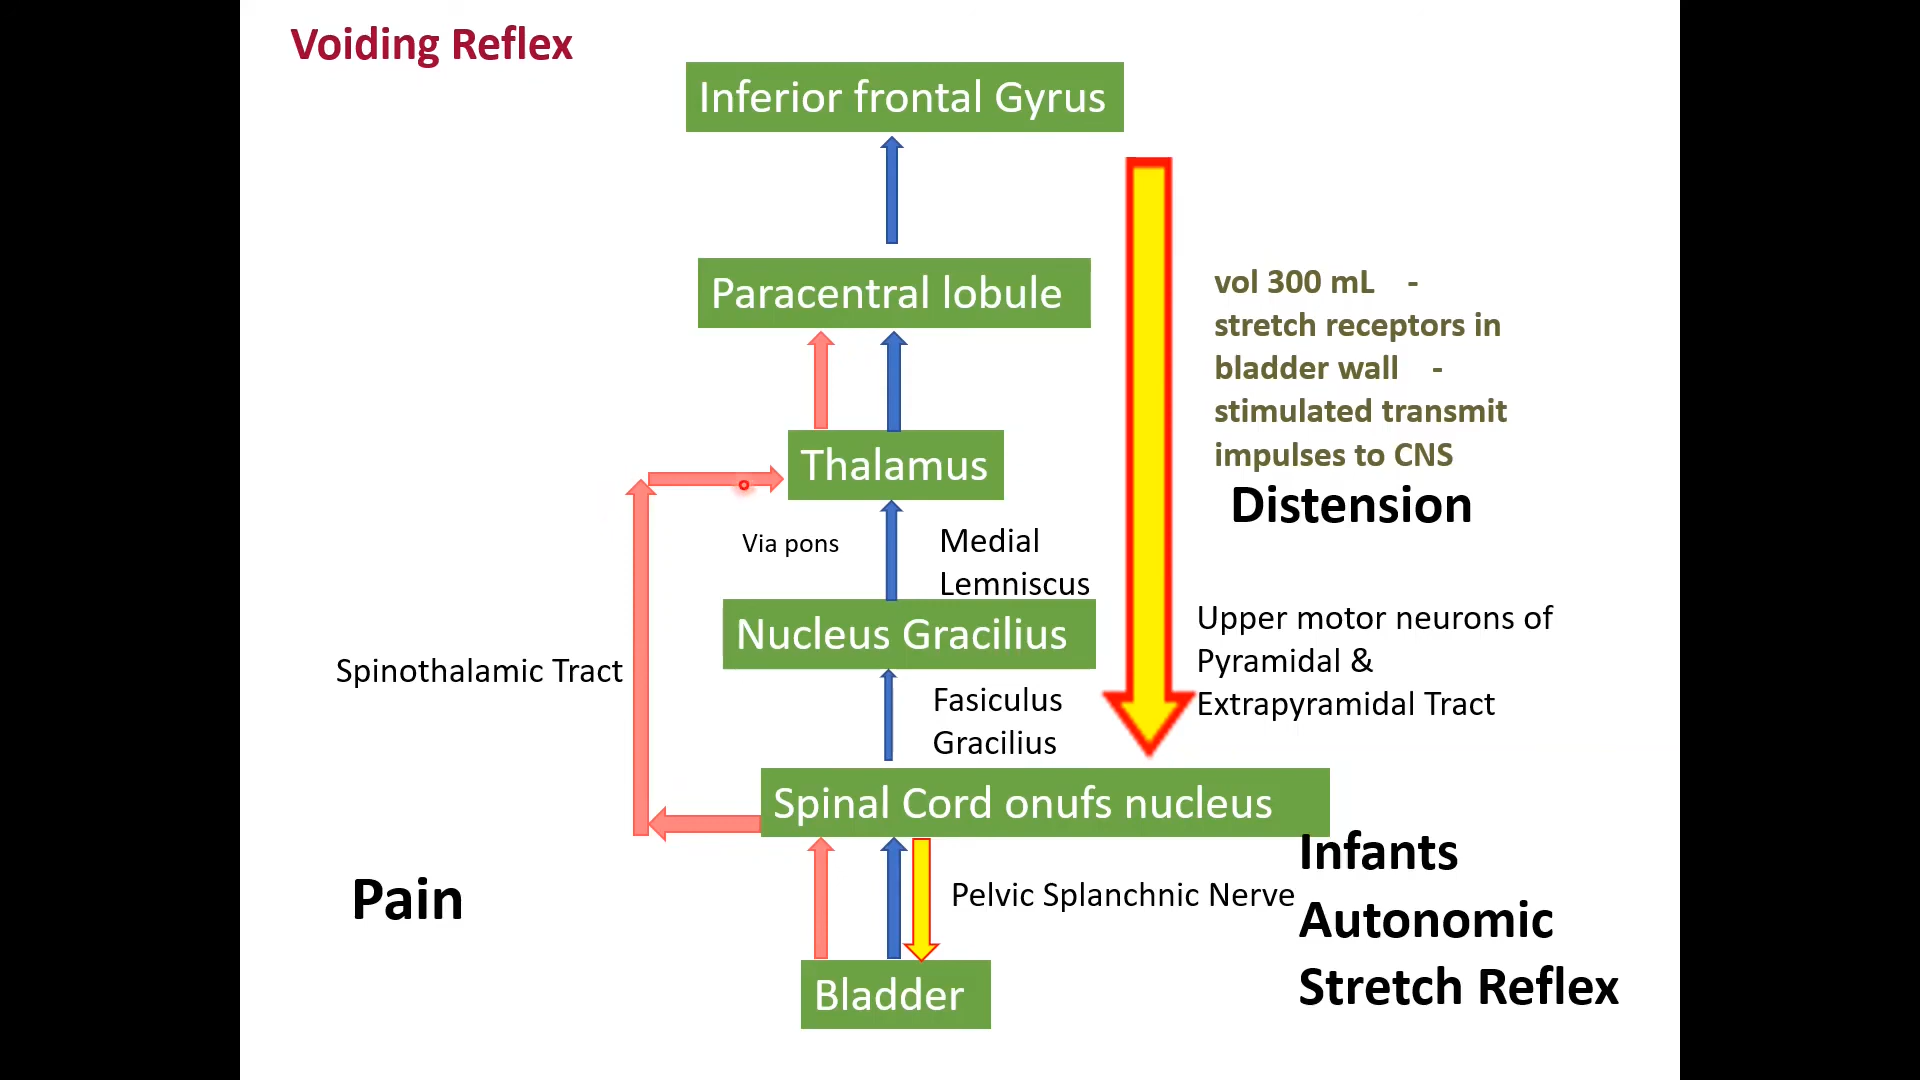 Voiding Reflex
Inferior frontal Gyrus
Paracentral lobule
vol 300 mL -
stretch receptors in
bladder wall -
stimulated transmit
impulses to CNS
Distension
Thalamus
Via pons
Medial
Lemniscus
Nucleus Gracilius
Upper motor neurons of
Pyramidal &
Extrapyramidal Tract
Spinothalamic Tract
Fasiculus
Gracilius
Spinal Cord onufs nucleus
Pain
Pelvic Splanchnic Nerve
Infants
Autonomic
Stretch Reflex
Bladder